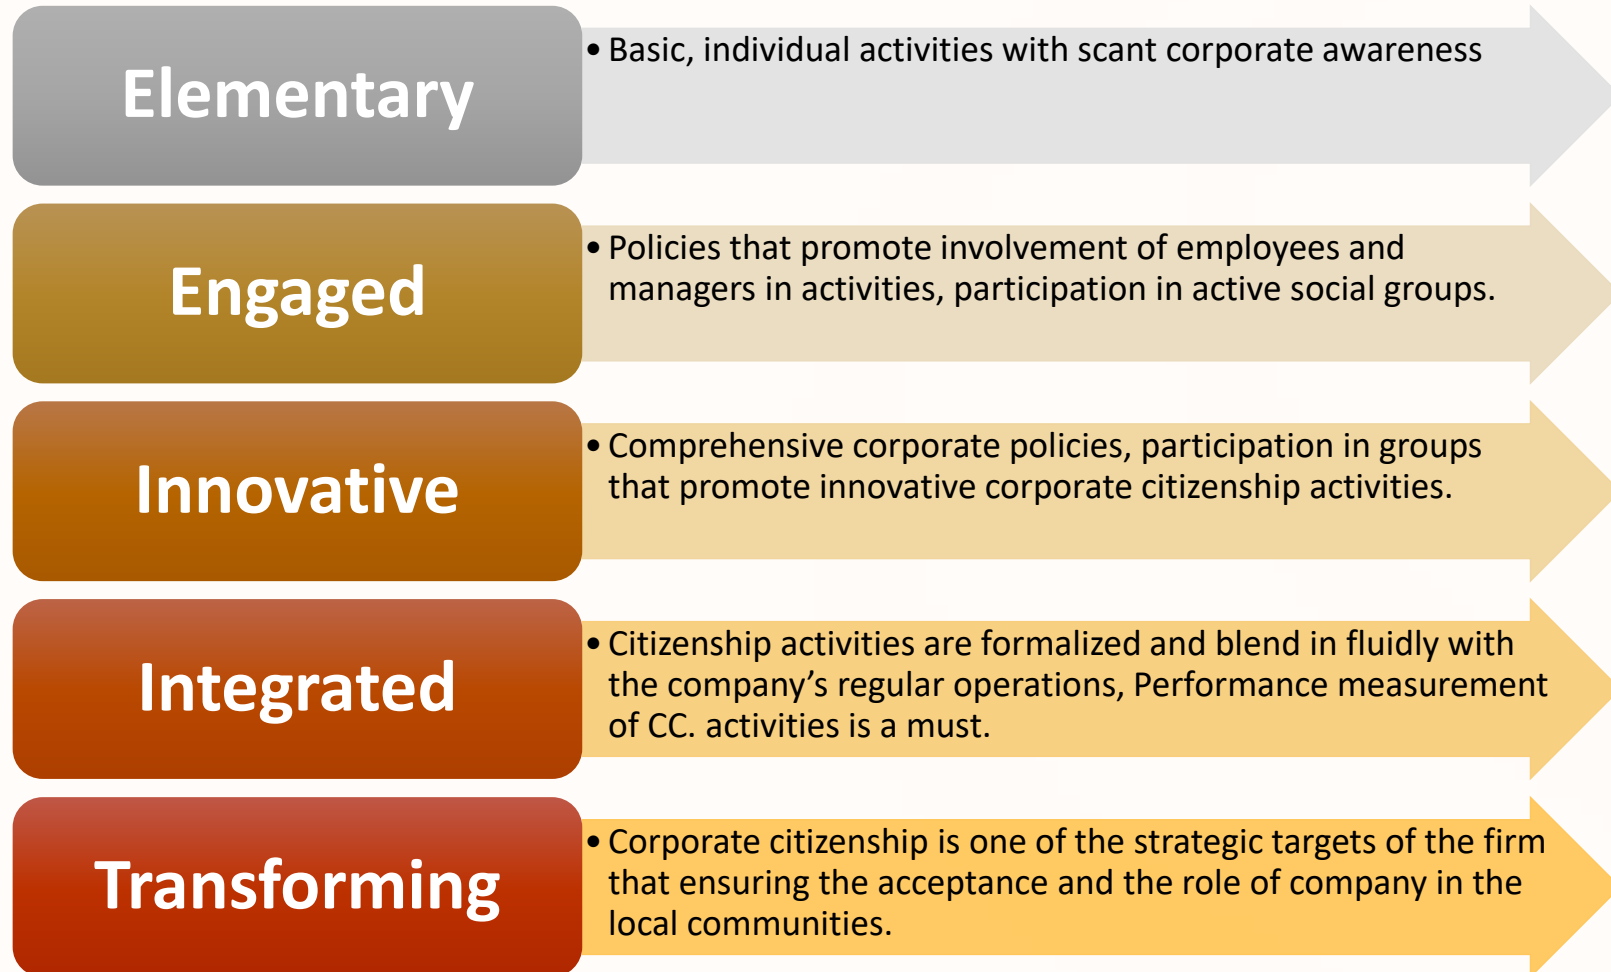 Elementary
• Basic, individual activities with scant corporate awareness
Engaged
• Policies that promote involvement of employees and
managers in activities, participation in active social groups.
Innovative
• Comprehensive corporate policies, participation in groups
that promote innovative corporate citizenship activities.
Integrated
• Citizenship activities are formalized and blend in fluidly with
the company’s regular operations, Performance measurement
of CC. activities is a must.
Transforming
• Corporate citizenship is one of the strategic targets of the firm
that ensuring the acceptance and the role of company in the
local communities.